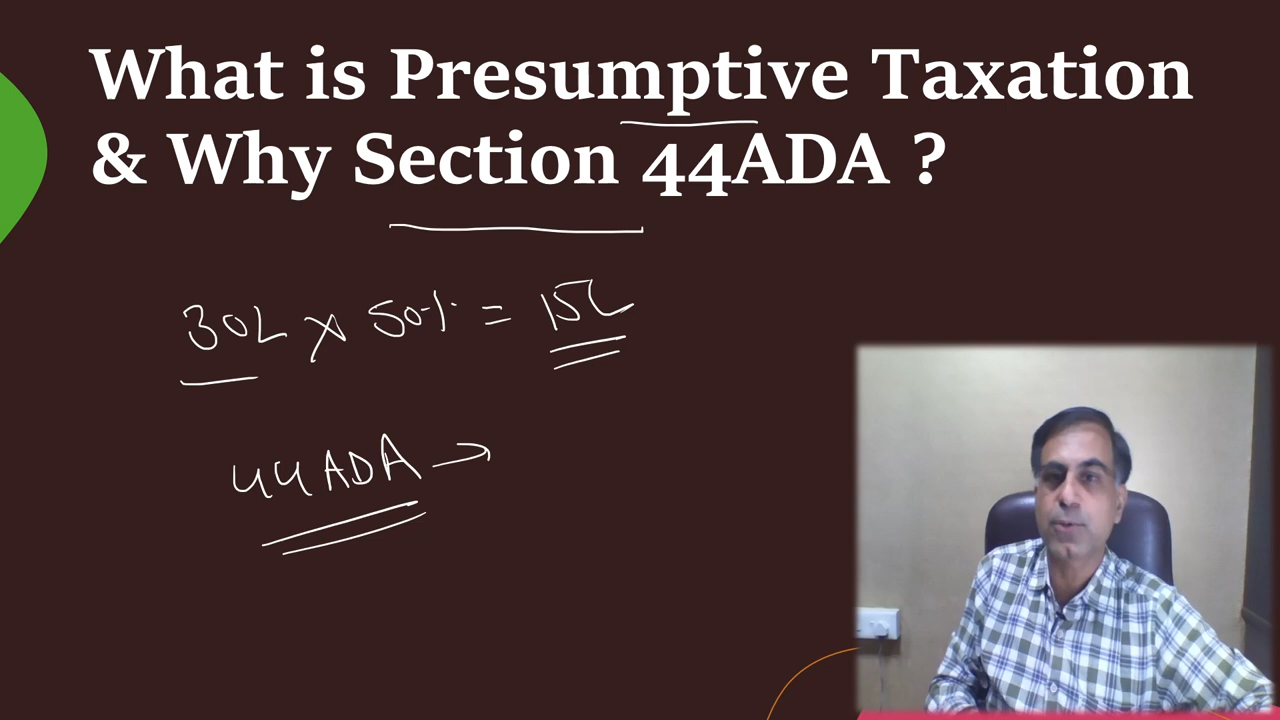 What is Presumptive Taxation
& Why Section 44ADA ?
30L × 50% = 15L
44ADA →